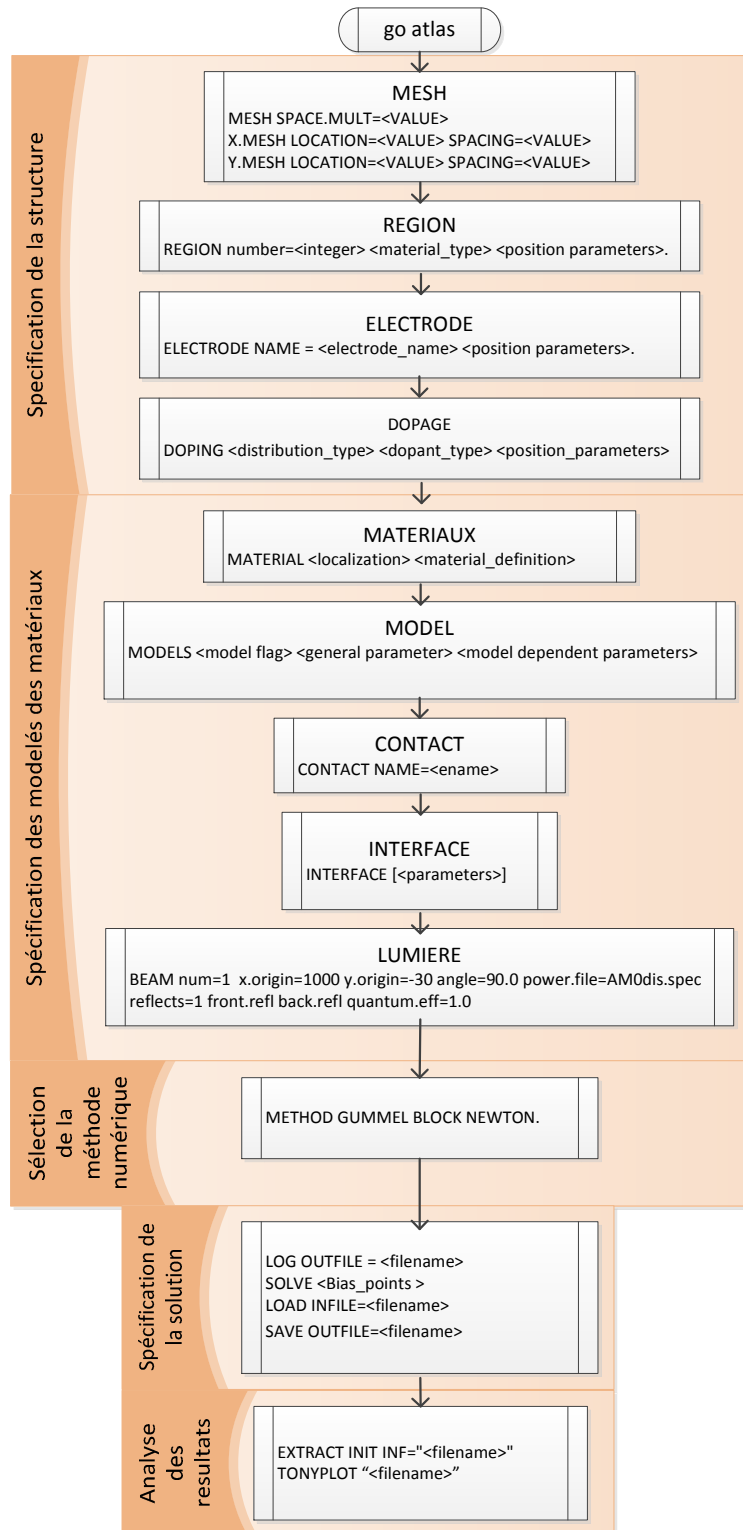 go atlas
Specification de la structure
MESH
MESH SPACE.MULT=<VALUE>
X.MESH LOCATION=<VALUE> SPACING=<VALUE>
Y.MESH LOCATION=<VALUE> SPACING=<VALUE>
REGION
REGION number=<integer> <material_type> <position parameters>.
ELECTRODE
ELECTRODE NAME = <electrode_name> <position parameters>.
DOPAGE
DOPING <distribution_type> <dopant_type> <position_parameters>
Spécification des modelés des matériaux
MATERIAUX
MATERIAL <localization> <material_definition>
MODEL
MODELS <model flag> <general parameter> <model dependent parameters>
CONTACT
CONTACT NAME=<ename>
INTERFACE
INTERFACE [<parameters>]
LUMIERE
BEAM num=1 x.origin=1000 y.origin=-30 angle=90.0 power.file=AM0dis.spec
reflects=1 front.refl back.refl quantum.eff=1.0
Sélection
de la
méthode
numérique
METHOD GUMMEL BLOCK NEWTON.
Spécification de
la solution
LOG OUTFILE = <filename>
SOLVE <Bias_points >
LOAD INFILE=<filename>
SAVE OUTFILE=<filename>
Analyse
des
resultats
EXTRACT INIT INF="<filename>"
TONYPLOT “<filename>”